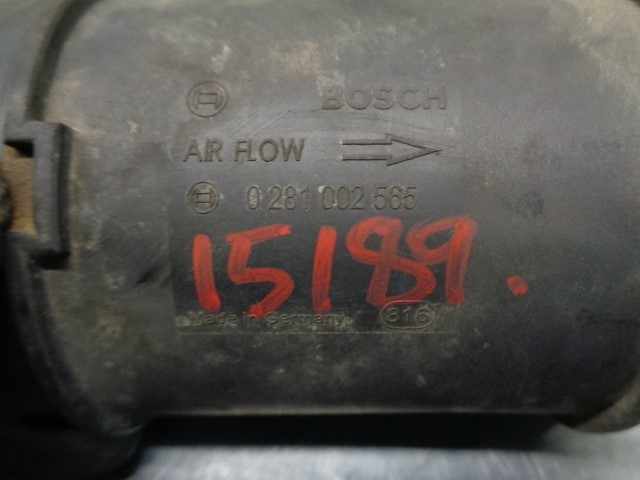 BOSCH
AIR FLOW
0 281 002 565
15189.
Made in Germany 816